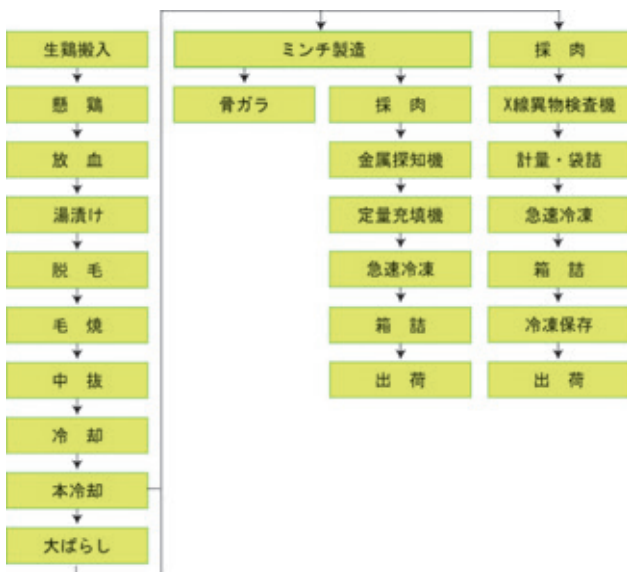 生鶏搬入
懸　鶏
放　血
湯漬け
脱　毛
毛　焼
中　抜
冷　却
本冷却
大ばらし
ミンチ製造
骨ガラ
採　肉
金属探知機
定量充填機
急速冷凍
箱　詰
出　荷
採　肉
X線異物検査機
計量・袋詰
急速冷凍
箱　詰
冷凍保存
出　荷